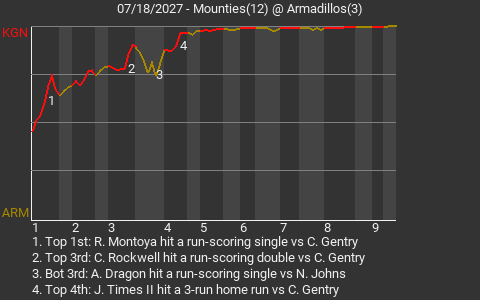 07/18/2027 - Mounties(12) @ Armadillos(3)
KGN
1
2
3
4
ARM
1 2 3 4 5 6 7 8 9
1. Top 1st: R. Montoya hit a run-scoring single vs C. Gentry
2. Top 3rd: C. Rockwell hit a run-scoring double vs C. Gentry
3. Bot 3rd: A. Dragon hit a run-scoring single vs N. Johns
4. Top 4th: J. Times II hit a 3-run home run vs C. Gentry